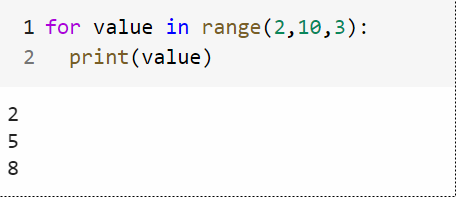 1 for value in range(2,10,3):
2   print(value)
2
5
8